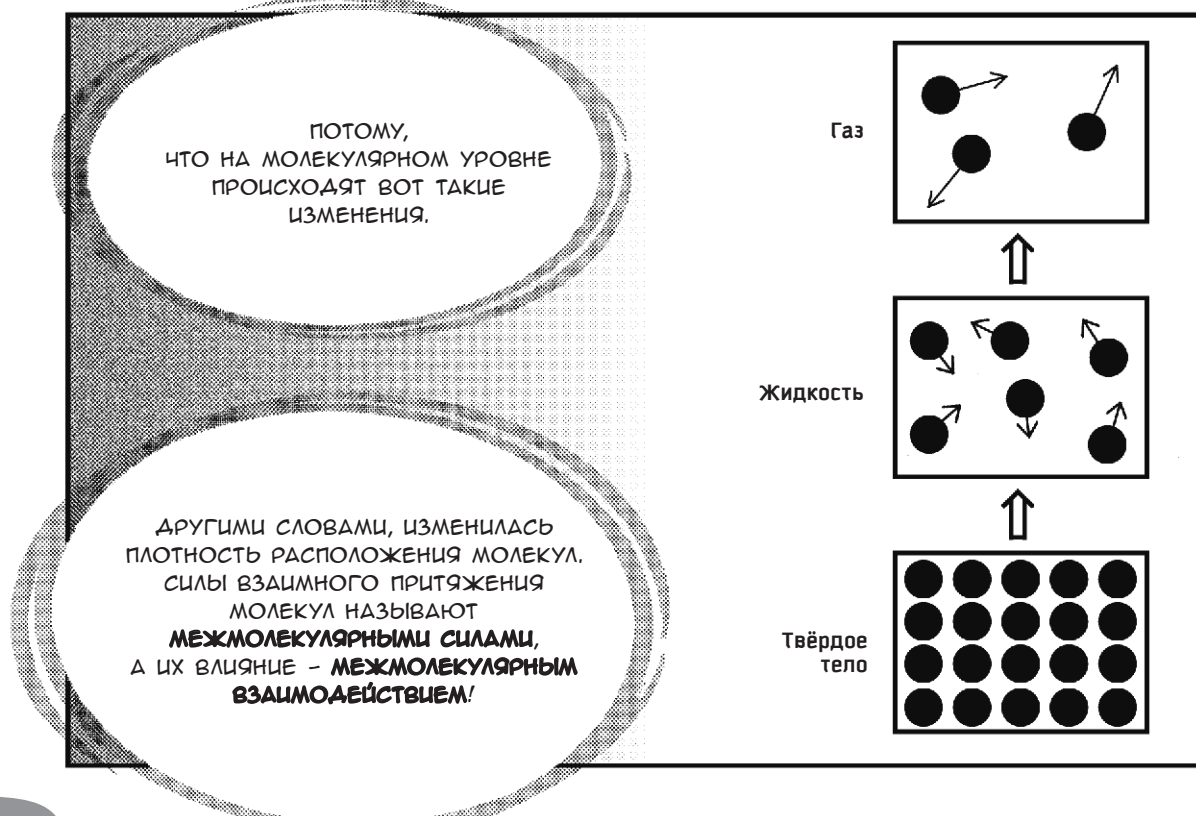 ПОТОМУ,
ЧТО НА МОЛЕКУЛЯРНОМ УРОВНЕ
ПРОИСХОДЯТ ВОТ ТАКИЕ
ИЗМЕНЕНИЯ.
ДРУГИМИ СЛОВАМИ, ИЗМЕНИЛАСЬ
ПЛОТНОСТЬ РАСПОЛОЖЕНИЯ МОЛЕКУЛ.
СИЛЫ ВЗАИМНОГО ПРИТЯЖЕНИЯ
МОЛЕКУЛ НАЗЫВАЮТ
МЕЖМОЛЕКУЛЯРНЫМИ СИЛАМИ,
А ИХ ВЛИЯНИЕ – МЕЖМОЛЕКУЛЯРНЫМ
ВЗАИМОДЕЙСТВИЕМ!
Газ
Жидкость
Твёрдое
тело